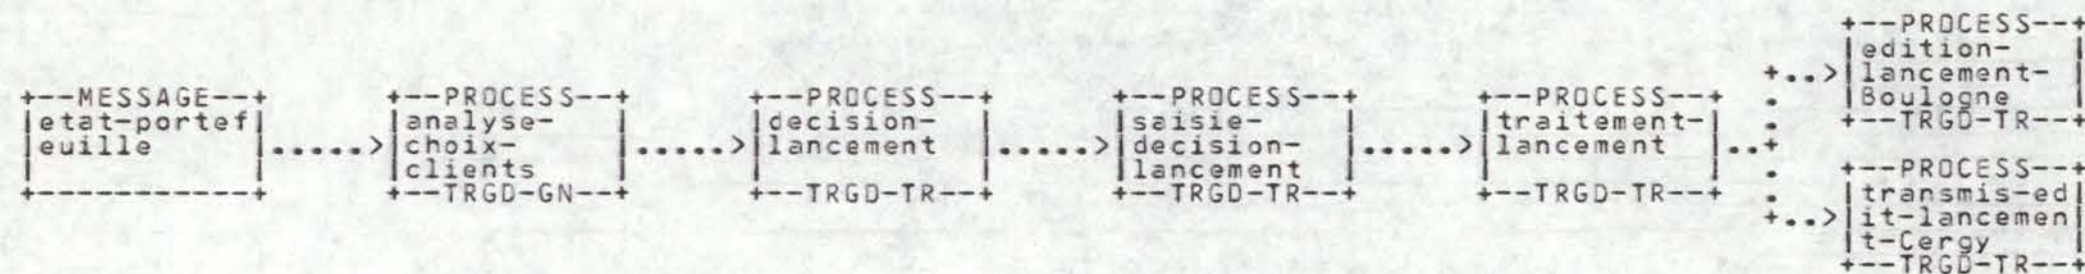 +--MESSAGE--+
|etat-portef|
|euille |.....>
+-----------+
+--PROCESS--+
|analyse- |
|choix- |.....>
|clients |
+--TRGD-GN--+
+--PROCESS--+
|decision- |
|lancement |.....>
+--TRGD-TR--+
+--PROCESS--+
|saisie- |
|decision- |.....>
|lancement |
+--TRGD-TR--+
+--PROCESS--+
|traitement-|
|lancement |..+
+--TRGD-TR--+
+--PROCESS--+
|edition- |
+..>|lancement- |
|Boulogne |
+--TRGD-TR--+
+--PROCESS--+
|transmis-ed|
+..>|it-lancemen|
|t-Cergy |
+--TRGD-TR--+